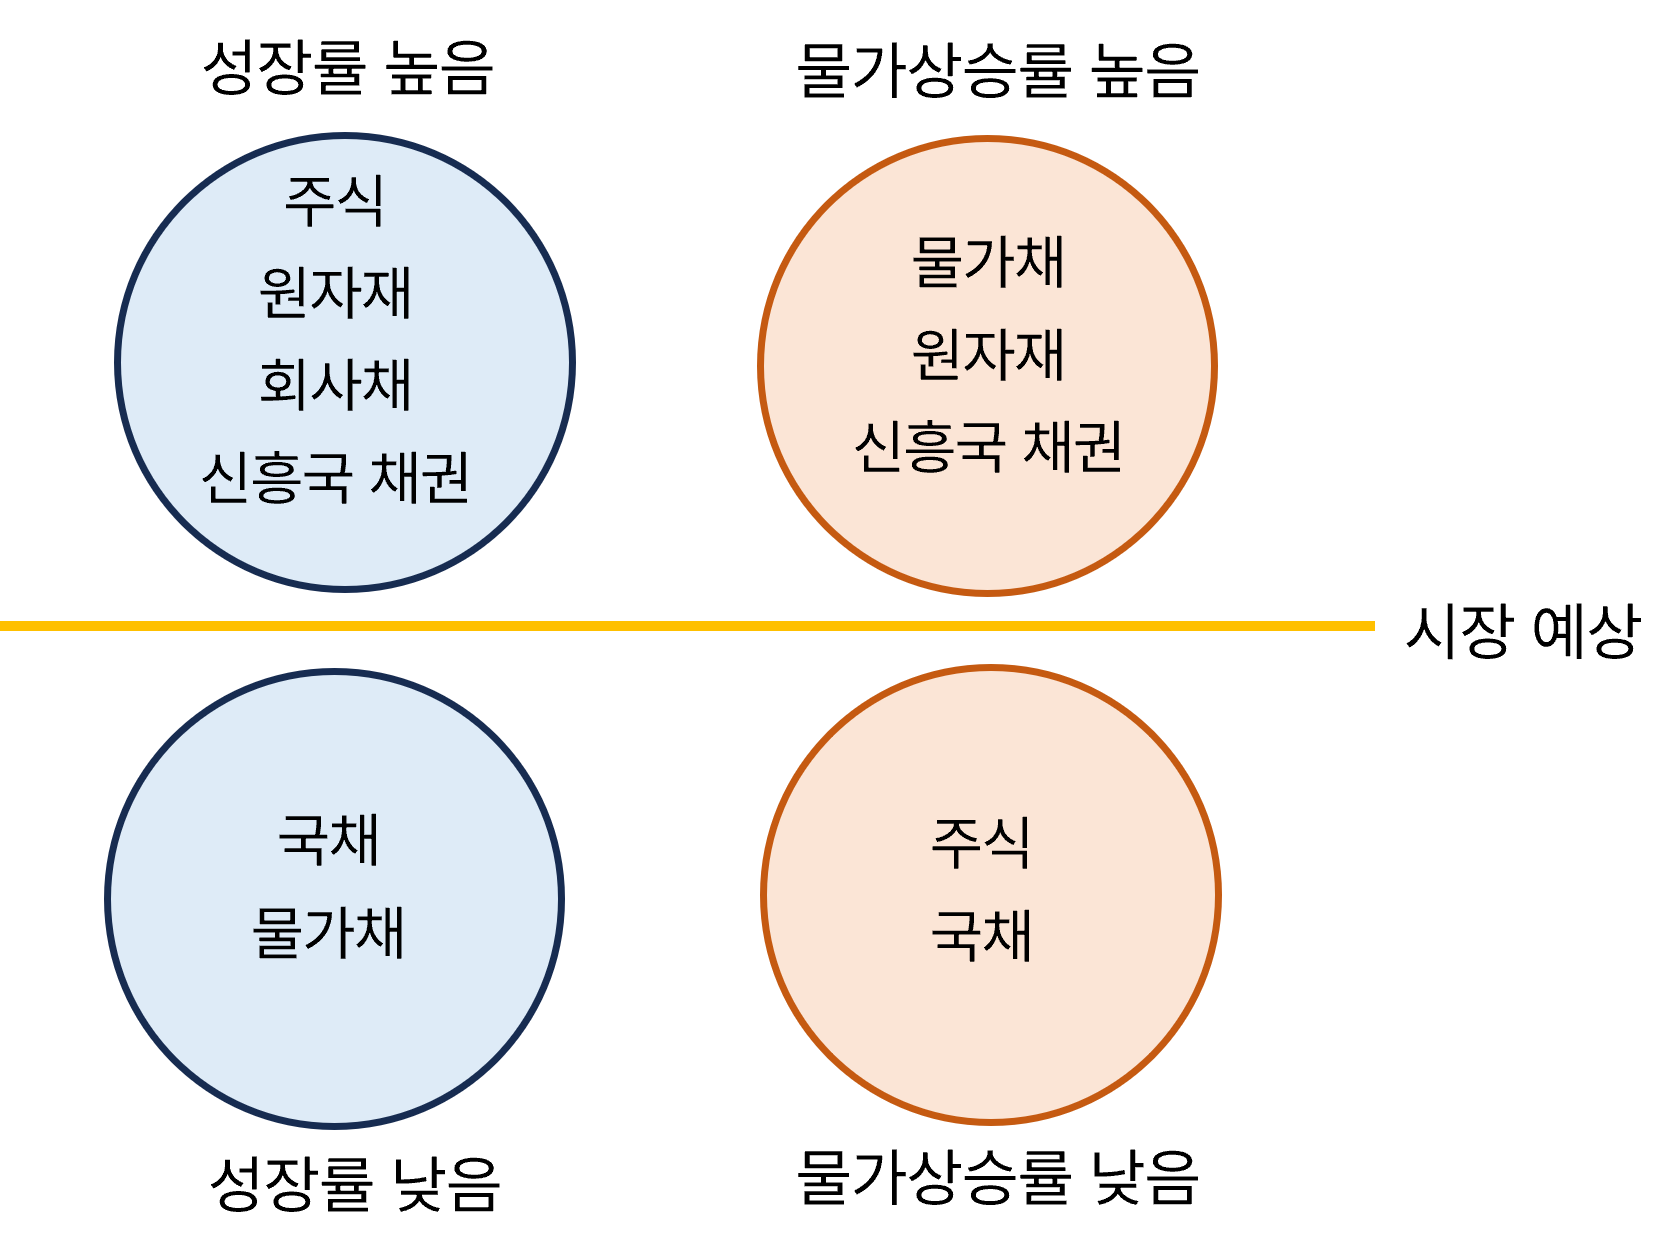 성장률 높음
주식
원자재
회사채
신흥국 채권
물가상승률 높음
물가채
원자재
신흥국 채권
시장 예상
국채
물가채
성장률 낮음
주식
국채
물가상승률 낮음